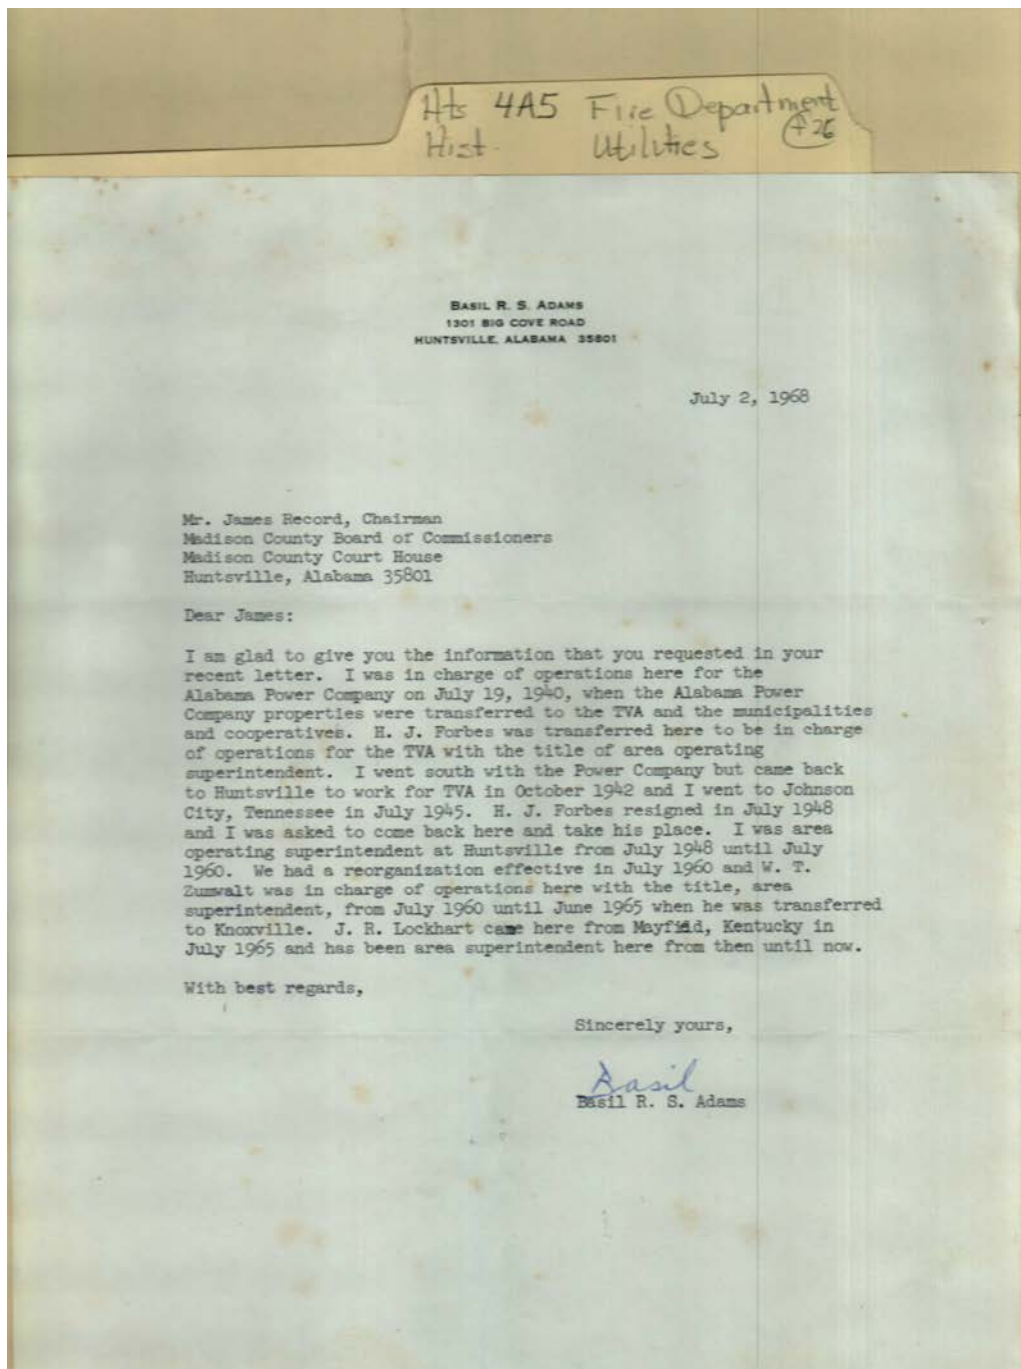 Hts 4A5 Fire Department
Hist. Utilities +26
BASIL R. S. ADAMS
1301 BIG COVE ROAD
HUNTSVILLE, ALABAMA 35801
July 2, 1968
Mr. James Record, Chairman
Madison County Board of Commissioners
Madison County Court House
Huntsville, Alabama 35801
Dear James:
I am glad to give you the information that you requested in your
recent letter. I was in charge of operations here for the
Alabama Power Company on July 19, 1940, when the Alabama Power
Company properties were transferred to the TVA and the municipalities
and cooperatives. H. J. Forbes was transferred here to be in charge
of operations for the TVA with the title of area operating
superintendent. I went south with the Power Company but came back
to Huntsville to work for TVA in October 1942 and I went to Johnson
City, Tennessee in July 1945. H. J. Forbes resigned in July 1948
and I was asked to come back here and take his place. I was area
operating superintendent at Huntsville from July 1948 until July
1960. We had a reorganization effective in July 1960 and W. T.
Zumwalt was in charge of operations here with the title, area
superintendent, from July 1960 until June 1965 when he was transferred
to Knoxville. J. R. Lockhart came here from Mayfield, Kentucky in
July 1965 and has been area superintendent here from then until now.
With best regards,
Sincerely yours,
Basil
Basil R. S. Adams